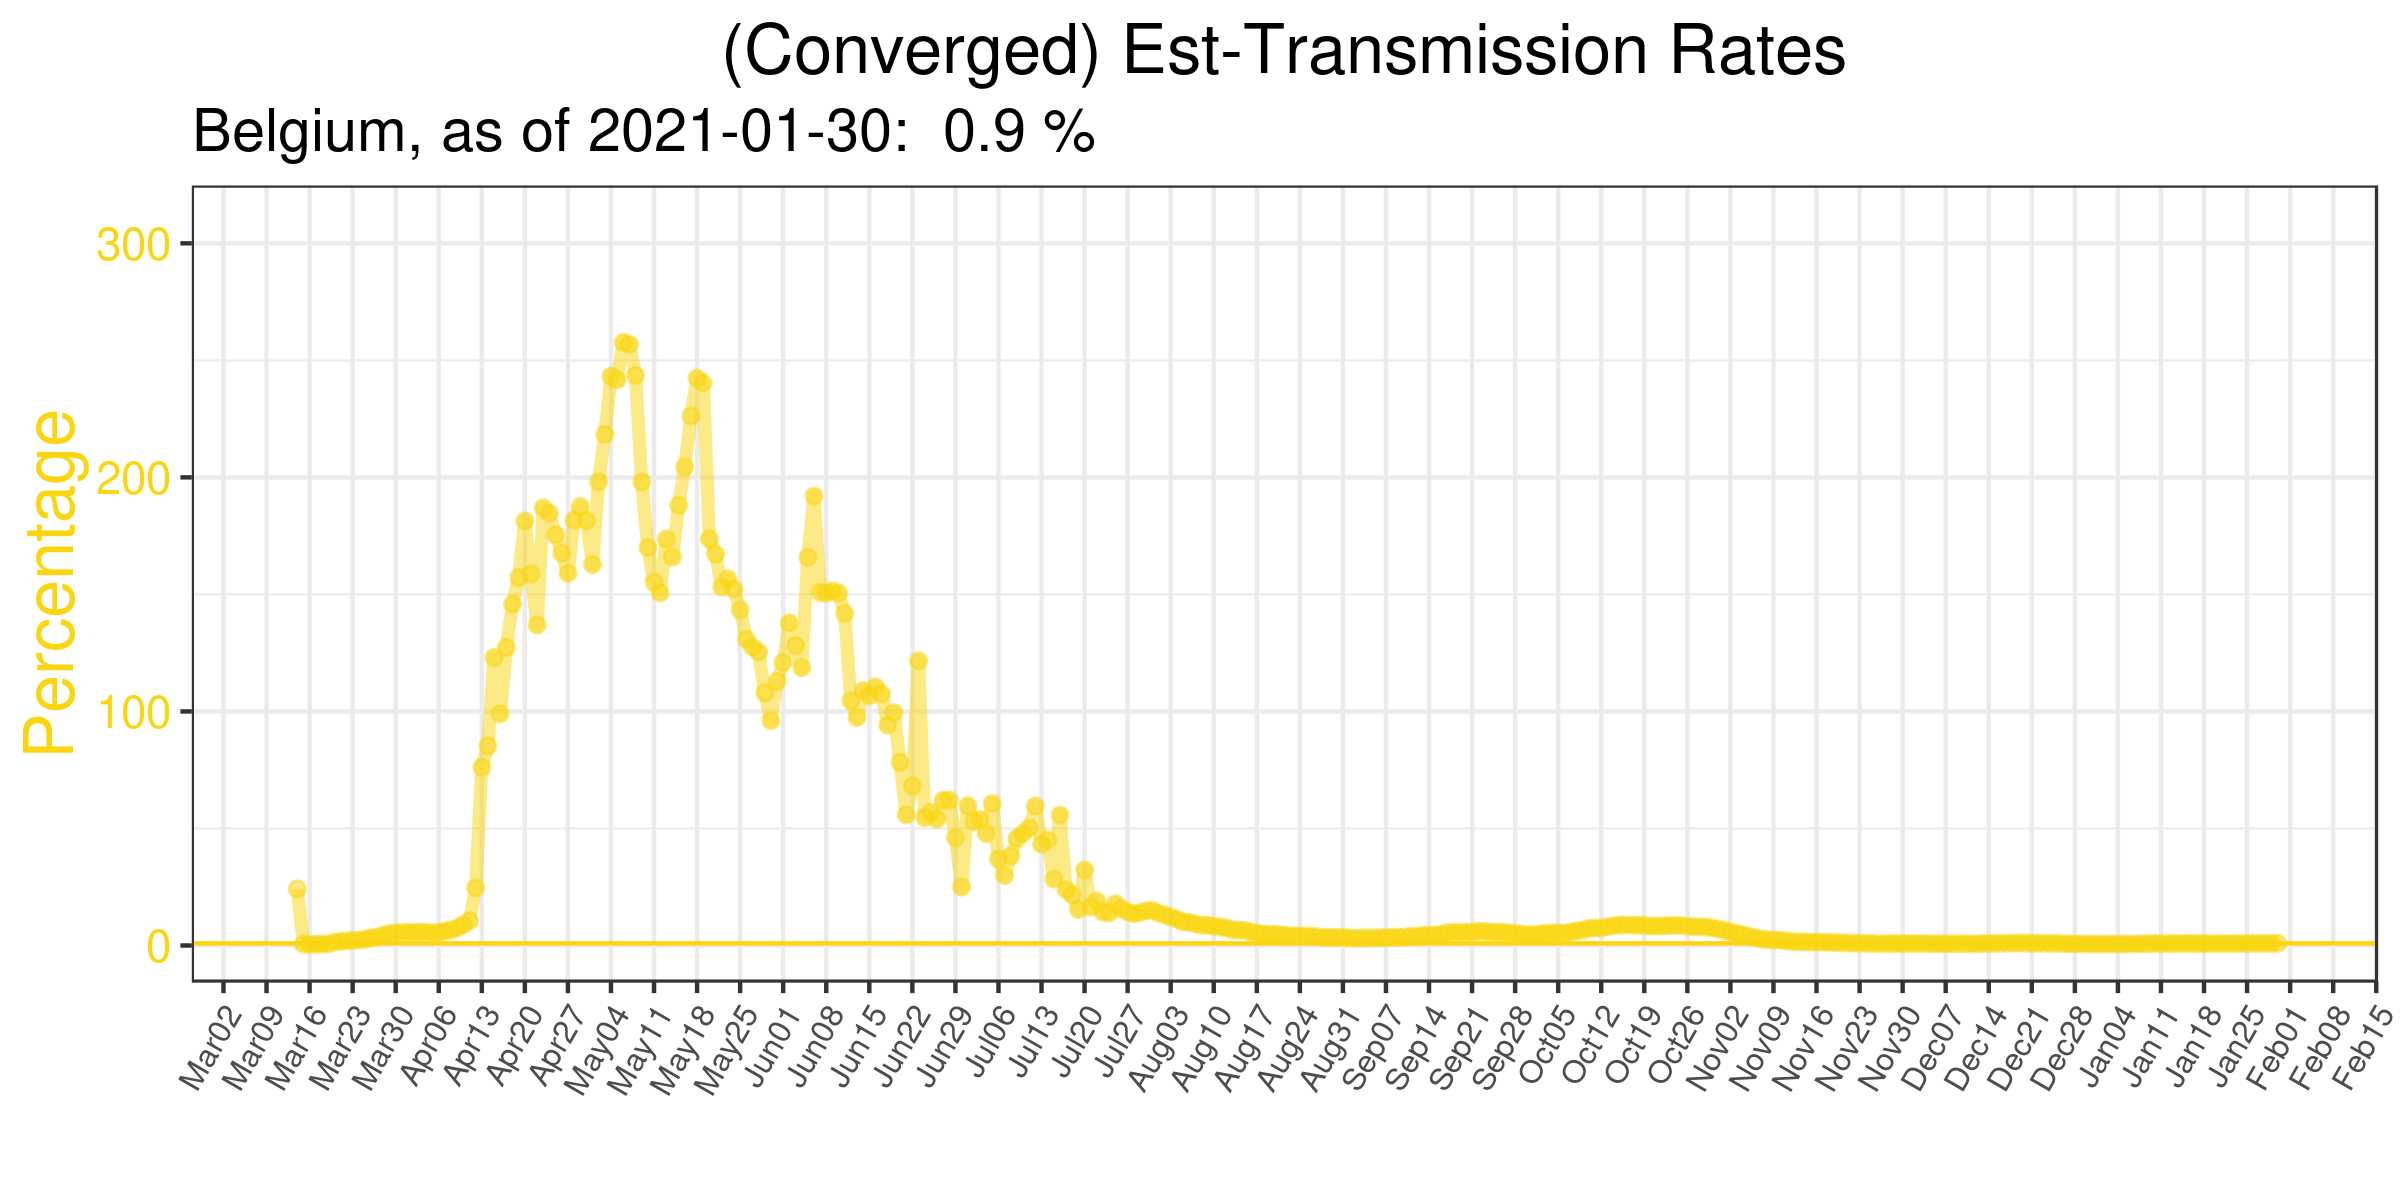 (Converged) Est-Transmission Rates
Belgium, as of 2021-01-30:  0.9 %
Percentage
300
200
100
0
Mar02 Mar09 Mar16 Mar23 Mar30 Apr06 Apr13 Apr20 Apr27 May04 May11 May18 May25 Jun01 Jun08 Jun15 Jun22 Jun29 Jul06 Jul13 Jul20 Jul27 Aug03 Aug10 Aug17 Aug24 Aug31 Sep07 Sep14 Sep21 Sep28 Oct05 Oct12 Oct19 Oct26 Nov02 Nov09 Nov16 Nov23 Nov30 Dec07 Dec14 Dec21 Dec28 Jan04 Jan11 Jan18 Jan25 Feb01 Feb08 Feb15